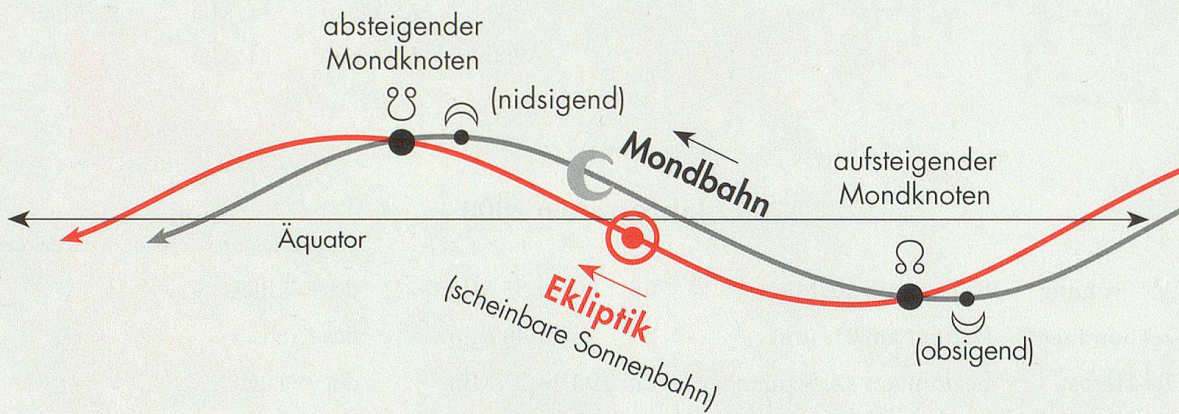 absteigender
Mondknoten
☋
(nidsigend)
Mondbahn
aufsteigender
Mondknoten
Äquator
☊
Ekliptik
(scheinbare Sonnenbahn)
(obsigend)